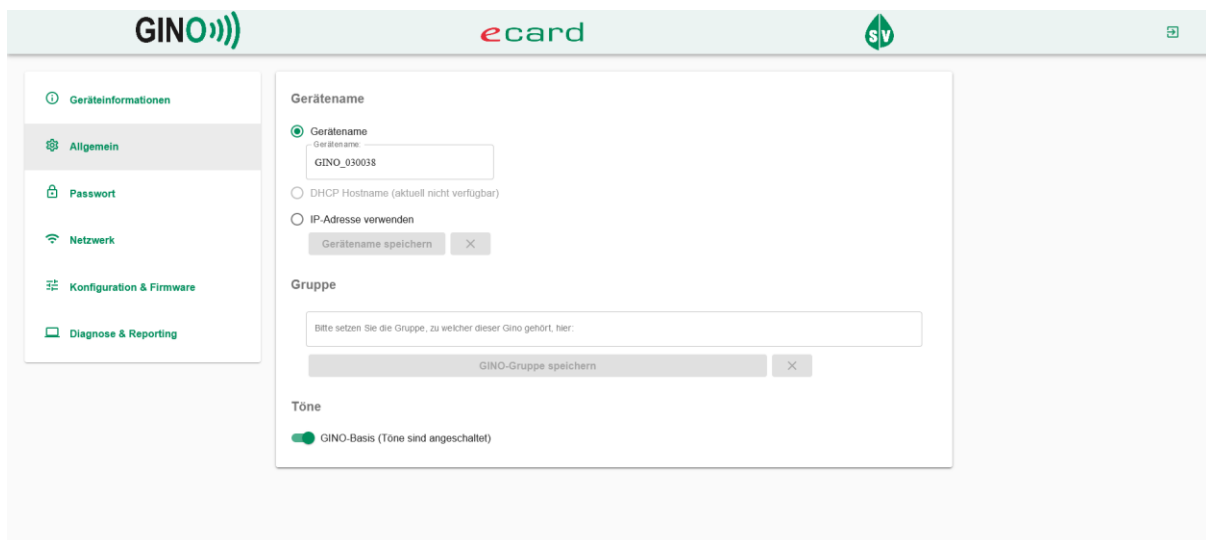 GINO
ecard
SV
Geräteinformationen
Allgemein
Passwort
Netzwerk
Konfiguration & Firmware
Diagnose & Reporting
Gerätename
Gerätename
Gerätename:
GINO_030038
DHCP Hostname (aktuell nicht verfügbar)
IP-Adresse verwenden
Gerätename speichern
Gruppe
Bitte setzen Sie die Gruppe, zu welcher dieser Gino gehört, hier:
GINO-Gruppe speichern
Töne
GINO-Basis (Töne sind angeschaltet)